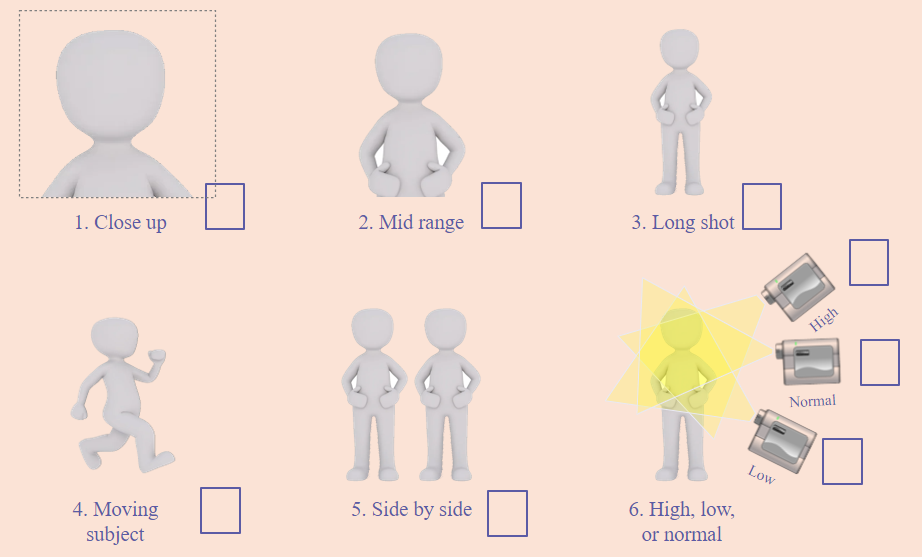 1. Close up
2. Mid range
3. Long shot
High
Normal
Low
4. Moving
subject
5. Side by side
6. High, low,
or normal